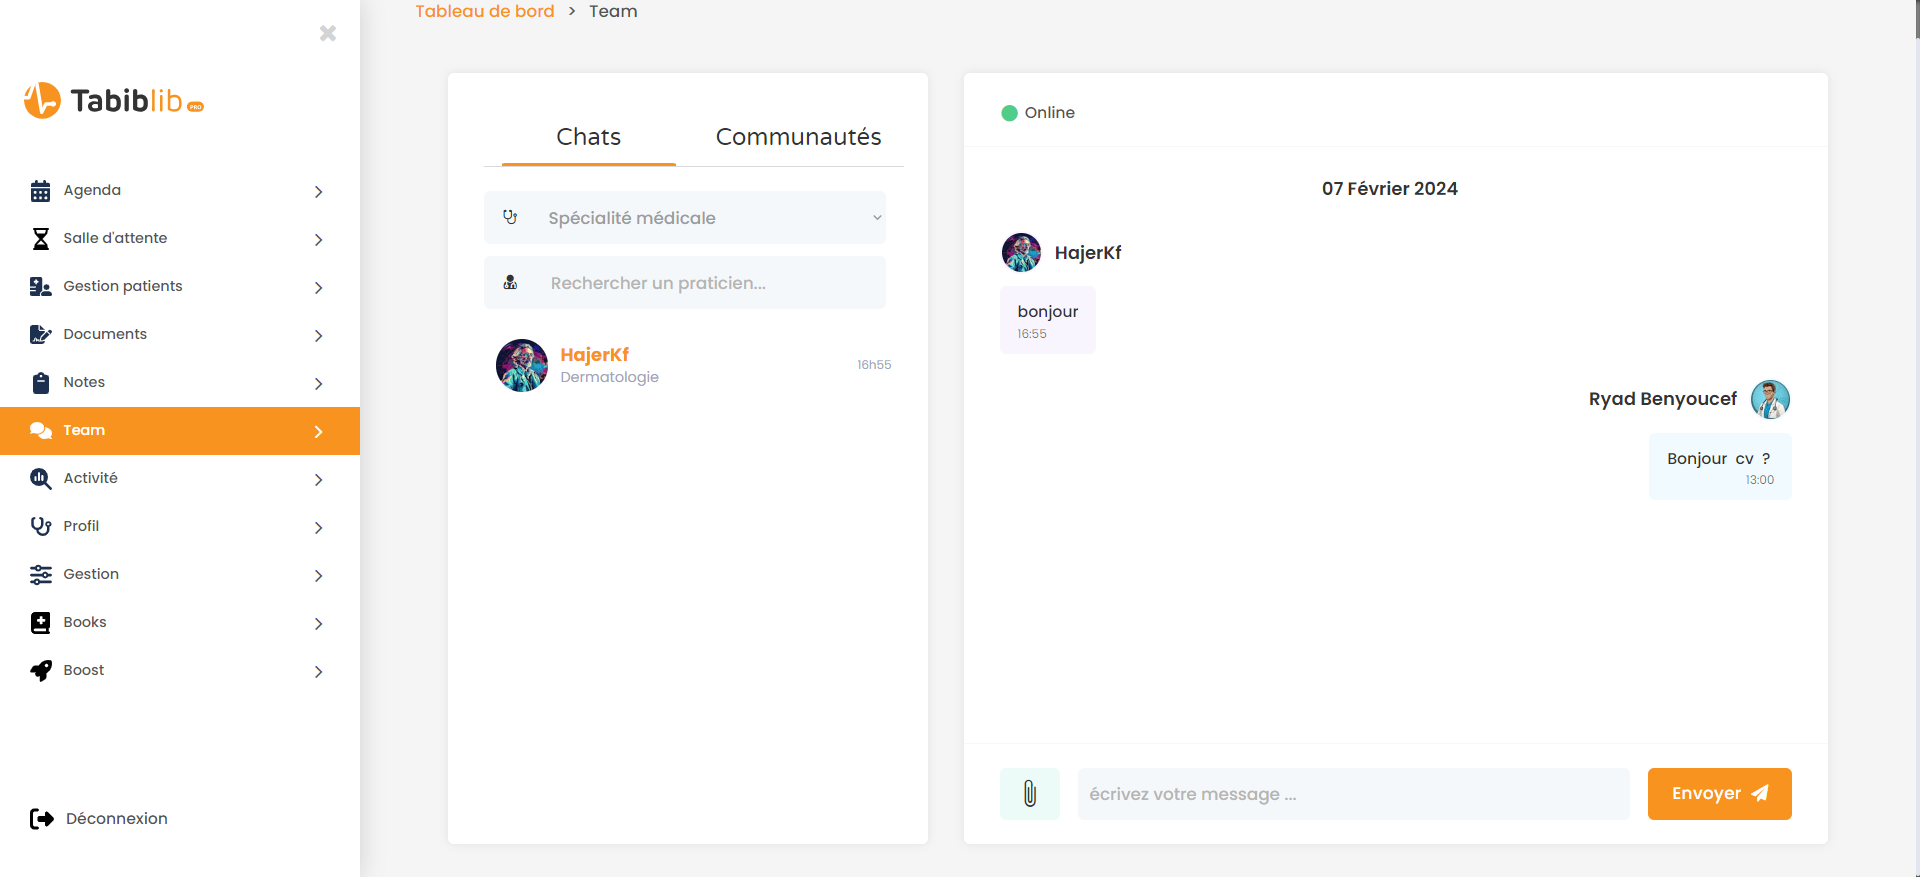 Tabiblib PRO
Agenda
Salle d'attente
Gestion patients
Documents
Notes
Team
Activité
Profil
Gestion
Books
Boost
Déconnexion
Tableau de bord > Team
Chats Communautés
Spécialité médicale
Rechercher un praticien...
HajerKf
Dermatologie
16h55
Online
07 Février 2024
HajerKf
bonjour
16:55
Ryad Benyoucef
Bonjour cv ?
13:00
écrivez votre message ...
Envoyer